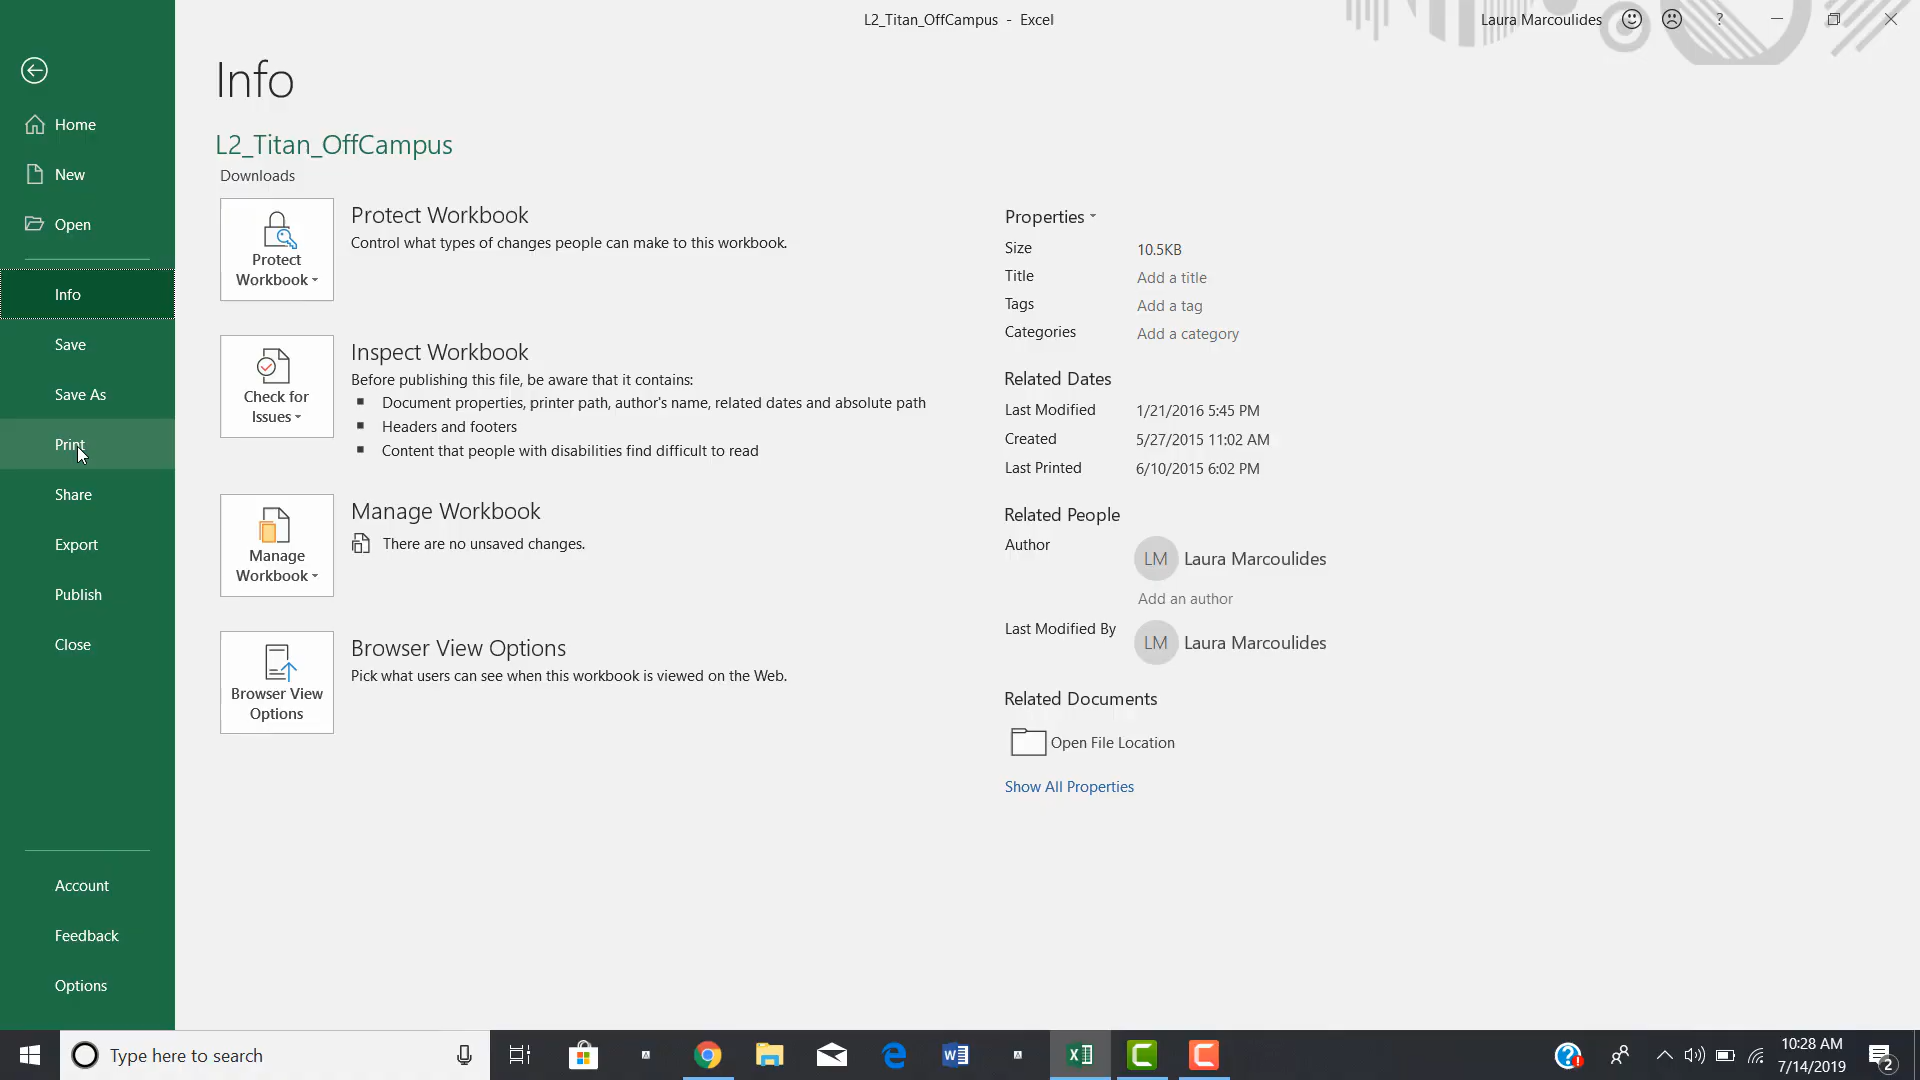 L2_Titan_OffCampus - Excel
Laura Marcoulides
?
Info
Home
New
Open
Info
Save
Save As
Print
Share
Export
Publish
Close
Account
Feedback
Options
L2_Titan_OffCampus
Downloads
Protect Workbook
Protect Workbook
Control what types of changes people can make to this workbook.
Check for Issues
Inspect Workbook
Before publishing this file, be aware that it contains:
Document properties, printer path, author's name, related dates and absolute path
Headers and footers
Content that people with disabilities find difficult to read
Manage Workbook
Manage Workbook
There are no unsaved changes.
Browser View Options
Browser View Options
Pick what users can see when this workbook is viewed on the Web.
Properties
Size 10.5KB
Title Add a title
Tags Add a tag
Categories Add a category
Related Dates
Last Modified 1/21/2016 5:45 PM
Created 5/27/2015 11:02 AM
Last Printed 6/10/2015 6:02 PM
Related People
Author LM Laura Marcoulides
Add an author
Last Modified By LM Laura Marcoulides
Related Documents
Open File Location
Show All Properties
Type here to search
10:28 AM
7/14/2019
2